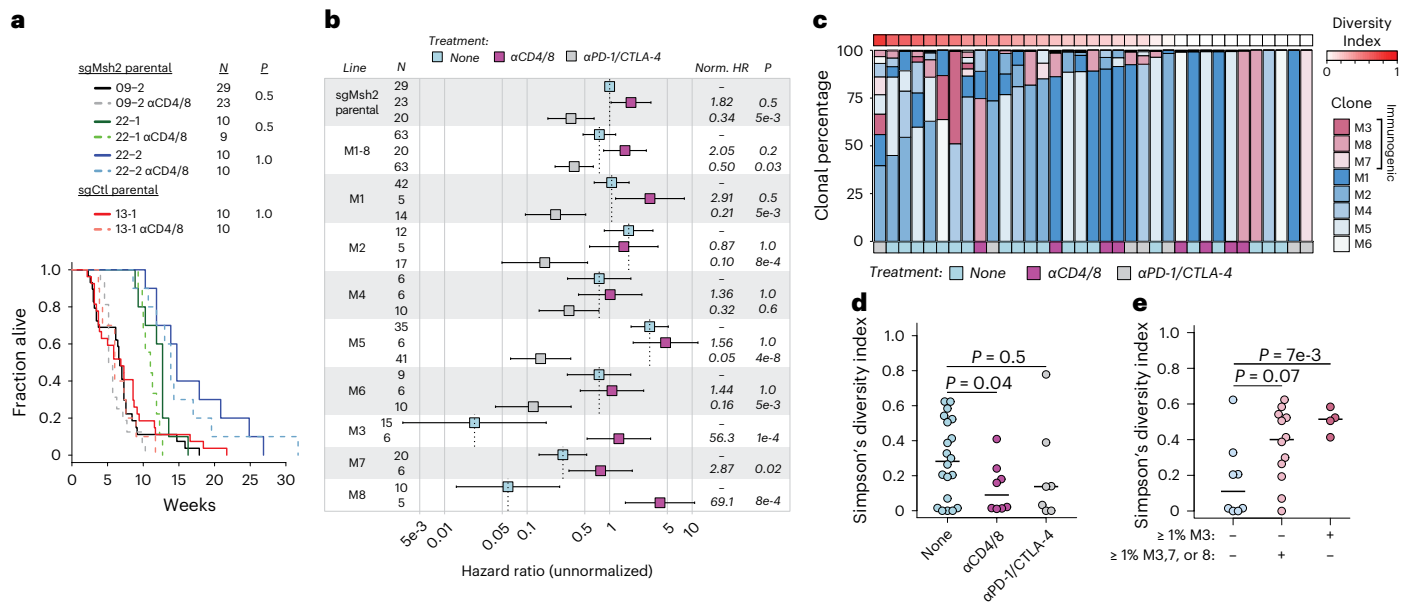 a
sgMsh2 parental N P
09-2 29
09-2 αCD4/8 23
0.5
22-1 10
22-1 αCD4/8 9
0.5
22-2 10
22-2 αCD4/8 10
1.0
sgCtl parental
13-1 10 1.0
13-1 αCD4/8 10
Fraction alive
1.0
0.8
0.6
0.4
0.2
0
0 5 10 15 20 25 30
Weeks
b
Treatment:
None αCD4/8 αPD-1/CTLA-4
Line N Norm. HR P
sgMsh2 parental
29 –
23 1.82 0.5
20 0.34 5e-3
M1-8
63 –
20 2.05 0.2
63 0.50 0.03
M1
42 –
5 2.91 0.5
14 0.21 5e-3
M2
12 –
5 0.87 1.0
17 0.10 8e-4
M4
6 –
6 1.36 1.0
10 0.32 0.6
M5
35 –
6 1.56 1.0
41 0.05 4e-8
M6
9 –
6 1.44 1.0
10 0.16 5e-3
M3
15 –
6 56.3 1e-4
M7
20 –
6 2.87 0.02
M8
10 –
5 69.1 8e-4
5e-3 0.01 0.05 0.1 0.5 1 5 10
Hazard ratio (unnormalized)
c
Clonal percentage
100
75
50
25
0
Treatment: None αCD4/8 αPD-1/CTLA-4
Diversity
Index
0 1
Clone
M3
M8
M7
M1
M2
M4
M5
M6
Immunogenic
d
Simpson's diversity index
1.0
0.8
0.6
0.4
0.2
0
P = 0.5
P = 0.04
None
αCD4/8
αPD-1/CTLA-4
e
Simpson's diversity index
1.0
0.8
0.6
0.4
0.2
0
P = 7e-3
P = 0.07
≥ 1% M3: – – +
≥ 1% M3,7, or 8: – + –